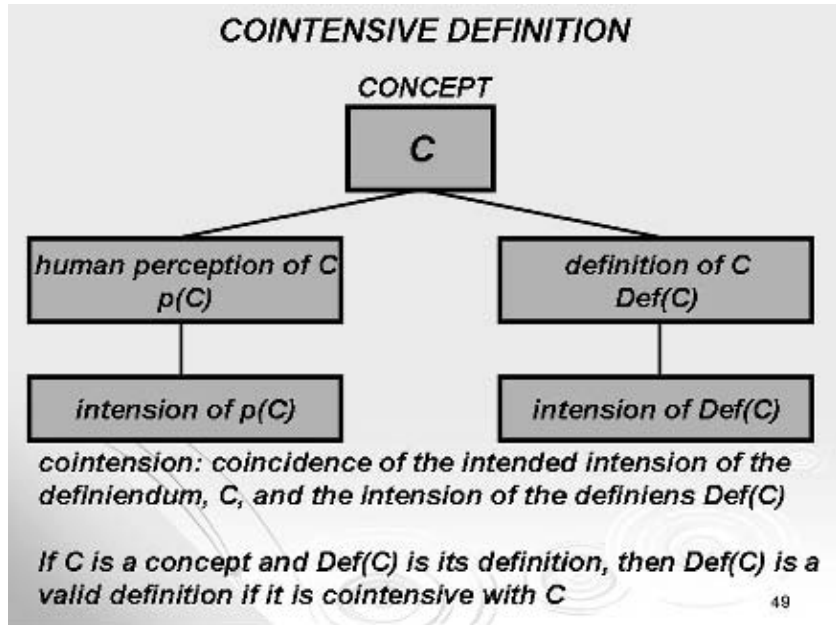 COINTENSIVE DEFINITION
CONCEPT
C
human perception of C
p(C)
definition of C
Def(C)
intension of p(C)
intension of Def(C)
cointension: coincidence of the intended intension of the
definiendum, C, and the intension of the definiens Def(C)
If C is a concept and Def(C) is its definition, then Def(C) is a
valid definition if it is cointensive with C
49